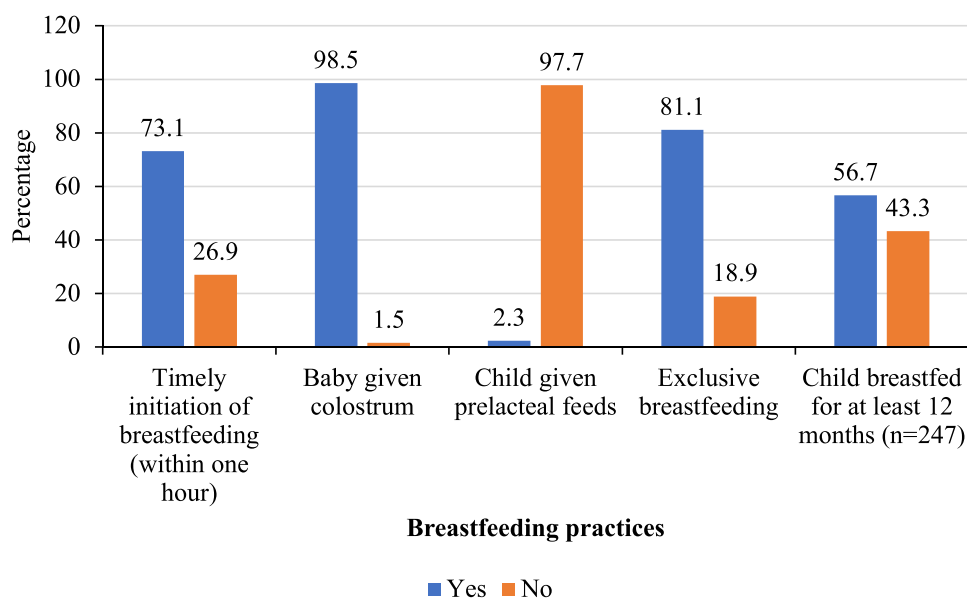 120
100
80
60
40
20
0
Percentage
73.1
26.9
98.5
1.5
2.3
97.7
81.1
18.9
56.7
43.3
Timely
initiation of
breastfeeding
(within one
hour)
Baby given
colostrum
Child given
prelacteal feeds
Exclusive
breastfeeding
Child breastfed
for at least 12
months (n=247)
Breastfeeding practices
Yes No